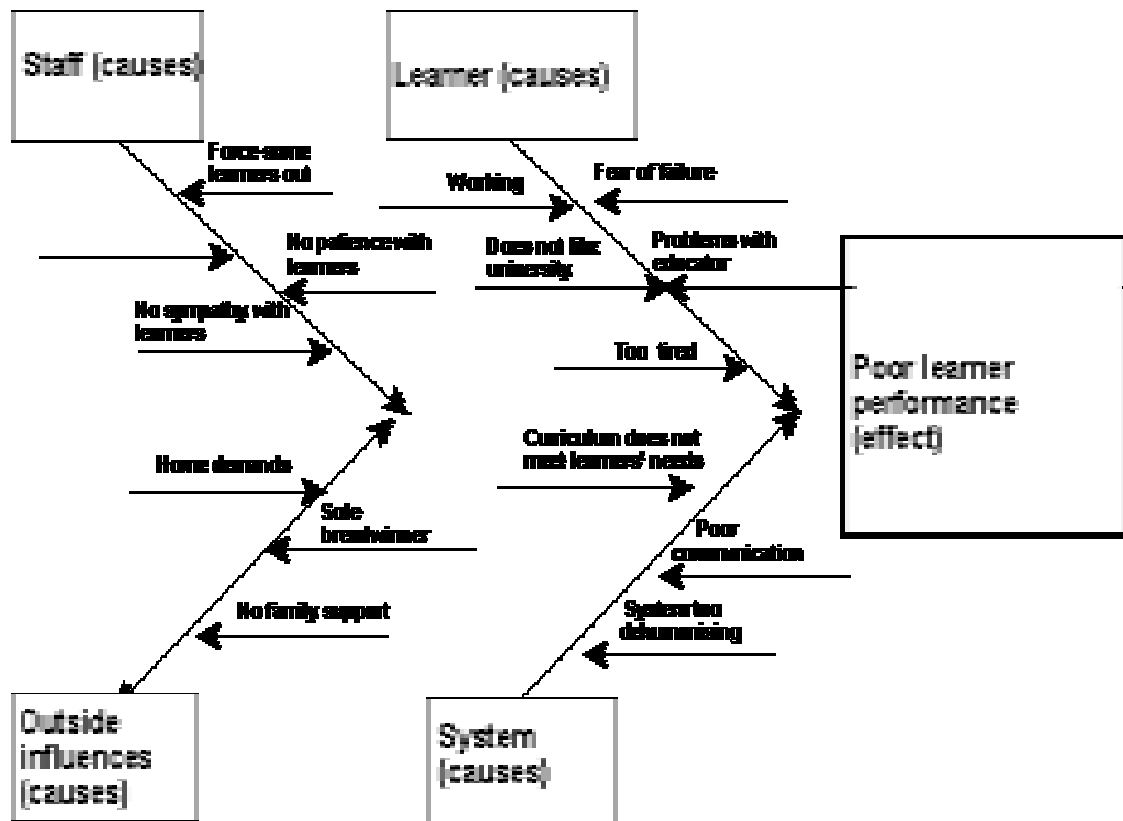 Staff (causes)
Learner (causes)
Force some
learners out
Working
Fear of failure
No patience with
learners
Does not like
university
Problems with
educator
No sympathy with
learners
Too tired
Poor learner
performance
(effect)
Home demands
Curriculum does not
meet learners' needs
Sole
breadwinner
Poor
communication
No family support
System too
dehumanising
Outside
influences
(causes)
System
(causes)